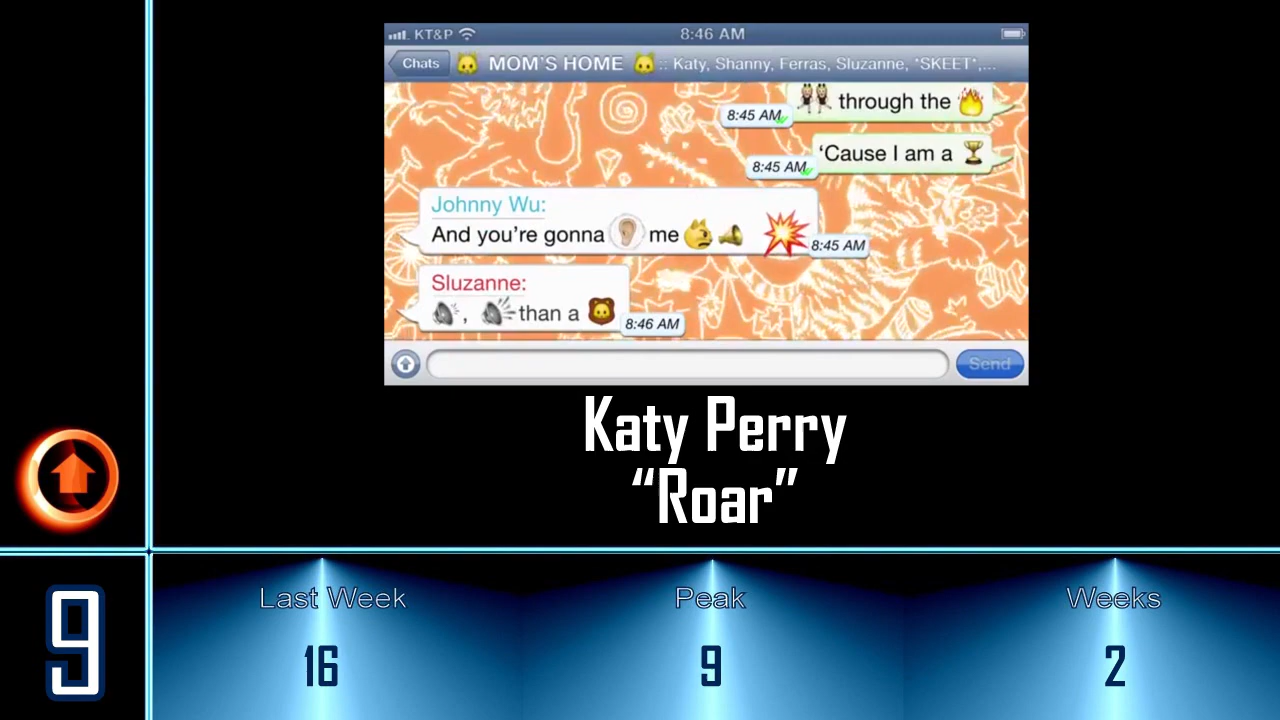 KT&P 8:46 AM
Chats MOM'S HOME :: Katy, Shanny, Ferras, Sluzanne, *SKEET*,...
through the
8:45 AM
'Cause I am a
8:45 AM
Johnny Wu:
And you're gonna me
8:45 AM
Sluzanne:
, than a
8:46 AM
Send
Katy Perry
“Roar”
9
Last Week Peak Weeks
16 9 2